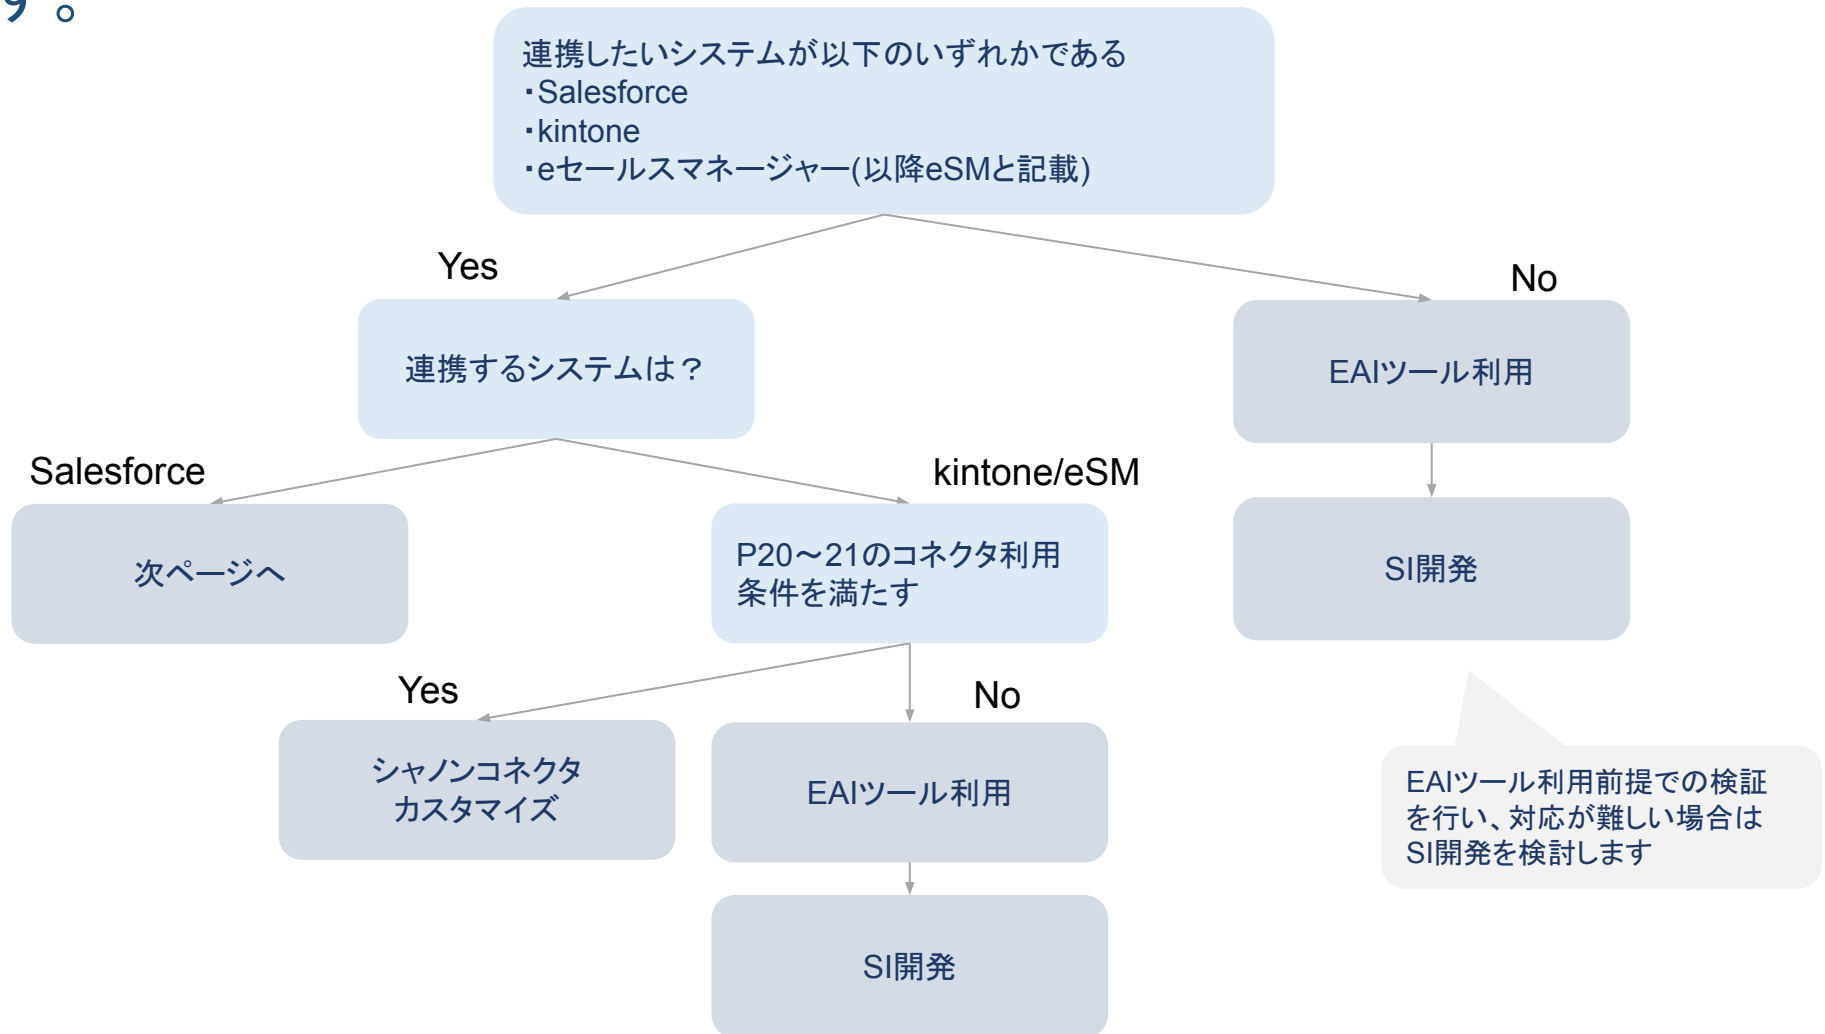 す。
連携したいシステムが以下のいずれかである
・Salesforce
・kintone
・eセールスマネージャー(以降eSMと記載)
Yes
No
連携するシステムは？
EAIツール利用
Salesforce
kintone/eSM
次ページへ
P20～21のコネクタ利用
条件を満たす
SI開発
Yes
No
シャノンコネクタ
カスタマイズ
EAIツール利用
EAIツール利用前提での検証
を行い、対応が難しい場合は
SI開発を検討します
SI開発